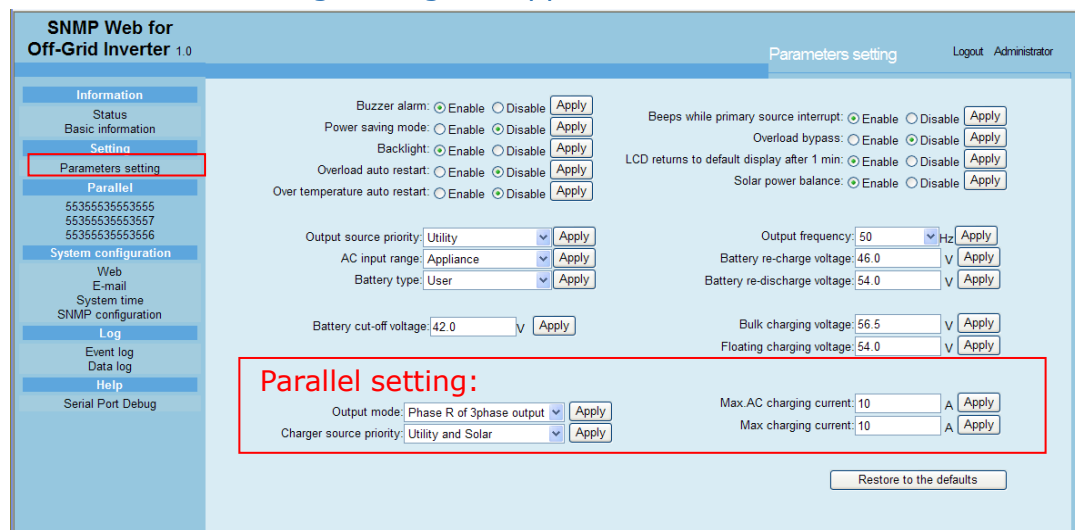 SNMP Web for
Off-Grid Inverter 1.0
Parameters setting
Logout Administrator
Information
Status
Basic information
Setting
Parameters setting
Parallel
55355535553555
55355535553557
55355535553556
System configuration
Web
E-mail
System time
SNMP configuration
Log
Event log
Data log
Help
Serial Port Debug
Buzzer alarm: Enable Disable Apply
Power saving mode: Enable Disable Apply
Backlight: Enable Disable Apply
Overload auto restart: Enable Disable Apply
Over temperature auto restart: Enable Disable Apply
Beeps while primary source interrupt: Enable Disable Apply
Overload bypass: Enable Disable Apply
LCD returns to default display after 1 min: Enable Disable Apply
Solar power balance: Enable Disable Apply
Output source priority: Utility Apply
AC input range: Appliance Apply
Battery type: User Apply
Output frequency: 50 Hz Apply
Battery re-charge voltage: 46.0 V Apply
Battery re-discharge voltage: 54.0 V Apply
Battery cut-off voltage: 42.0 V Apply
Bulk charging voltage: 56.5 V Apply
Floating charging voltage: 54.0 V Apply
Parallel setting:
Output mode: Phase R of 3phase output Apply
Charger source priority: Utility and Solar Apply
Max.AC charging current: 10 A Apply
Max charging current: 10 A Apply
Restore to the defaults